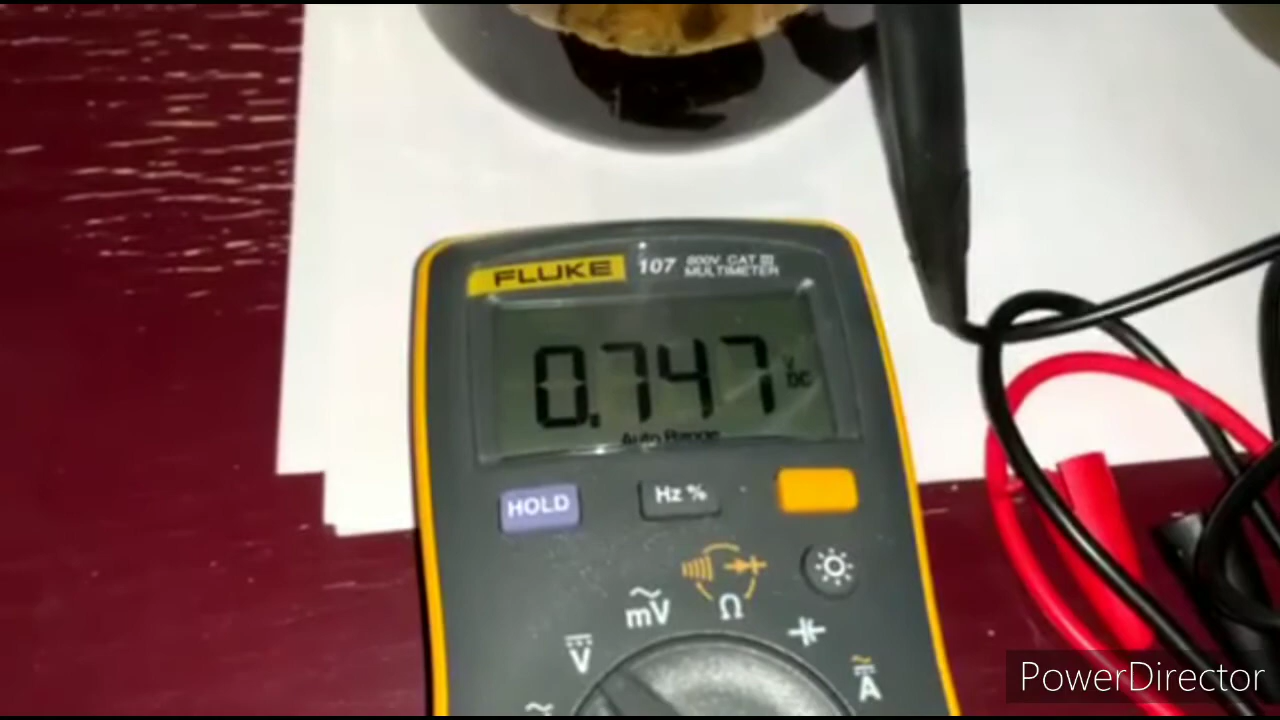 FLUKE 107 600V CAT III
MULTIMETER
0.747 V DC
Auto Range
HOLD Hz %
mV Ω
V
A
PowerDirector